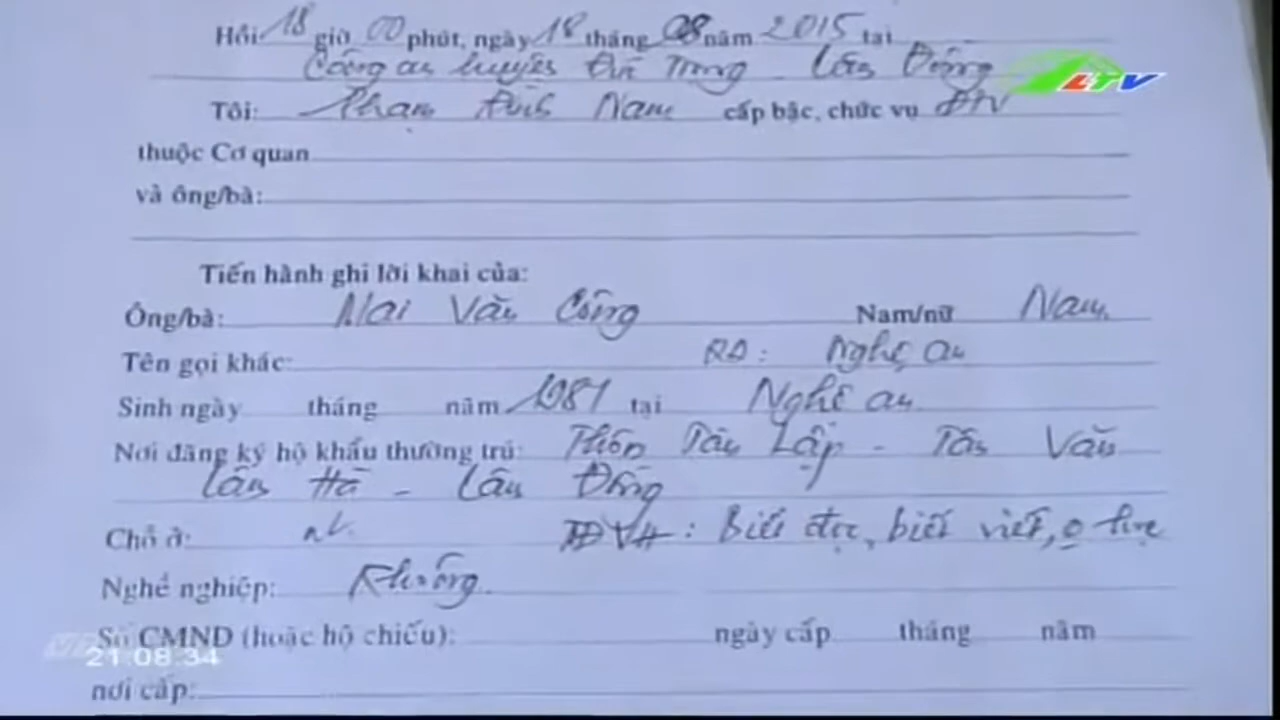 Hồi 18 giờ 00 phút, ngày 18 tháng 08 năm 2015 tại
Công an huyện Đức Trọng - Lâm Đồng
LTV
Tôi: Phạm Đình Nam cấp bậc, chức vụ ĐTV
thuộc Cơ quan
và ông/bà:
Tiến hành ghi lời khai của:
Ông/bà: Mai Văn Công Nam/nữ Nam.
Tên gọi khác: Nghệ an
Sinh ngày tháng năm 1981 tại Nghệ an
Nơi đăng ký hộ khẩu thường trú: Thôn Tân Lập - Tân Văn
Lâm Hà - Lâm Đồng
Chỗ ở: nt. TĐVH: Biết đọc, biết viết,
Nghề nghiệp: Không
Số CMND (hoặc hộ chiếu): ngày cấp tháng năm
21:08:34
nơi cấp: